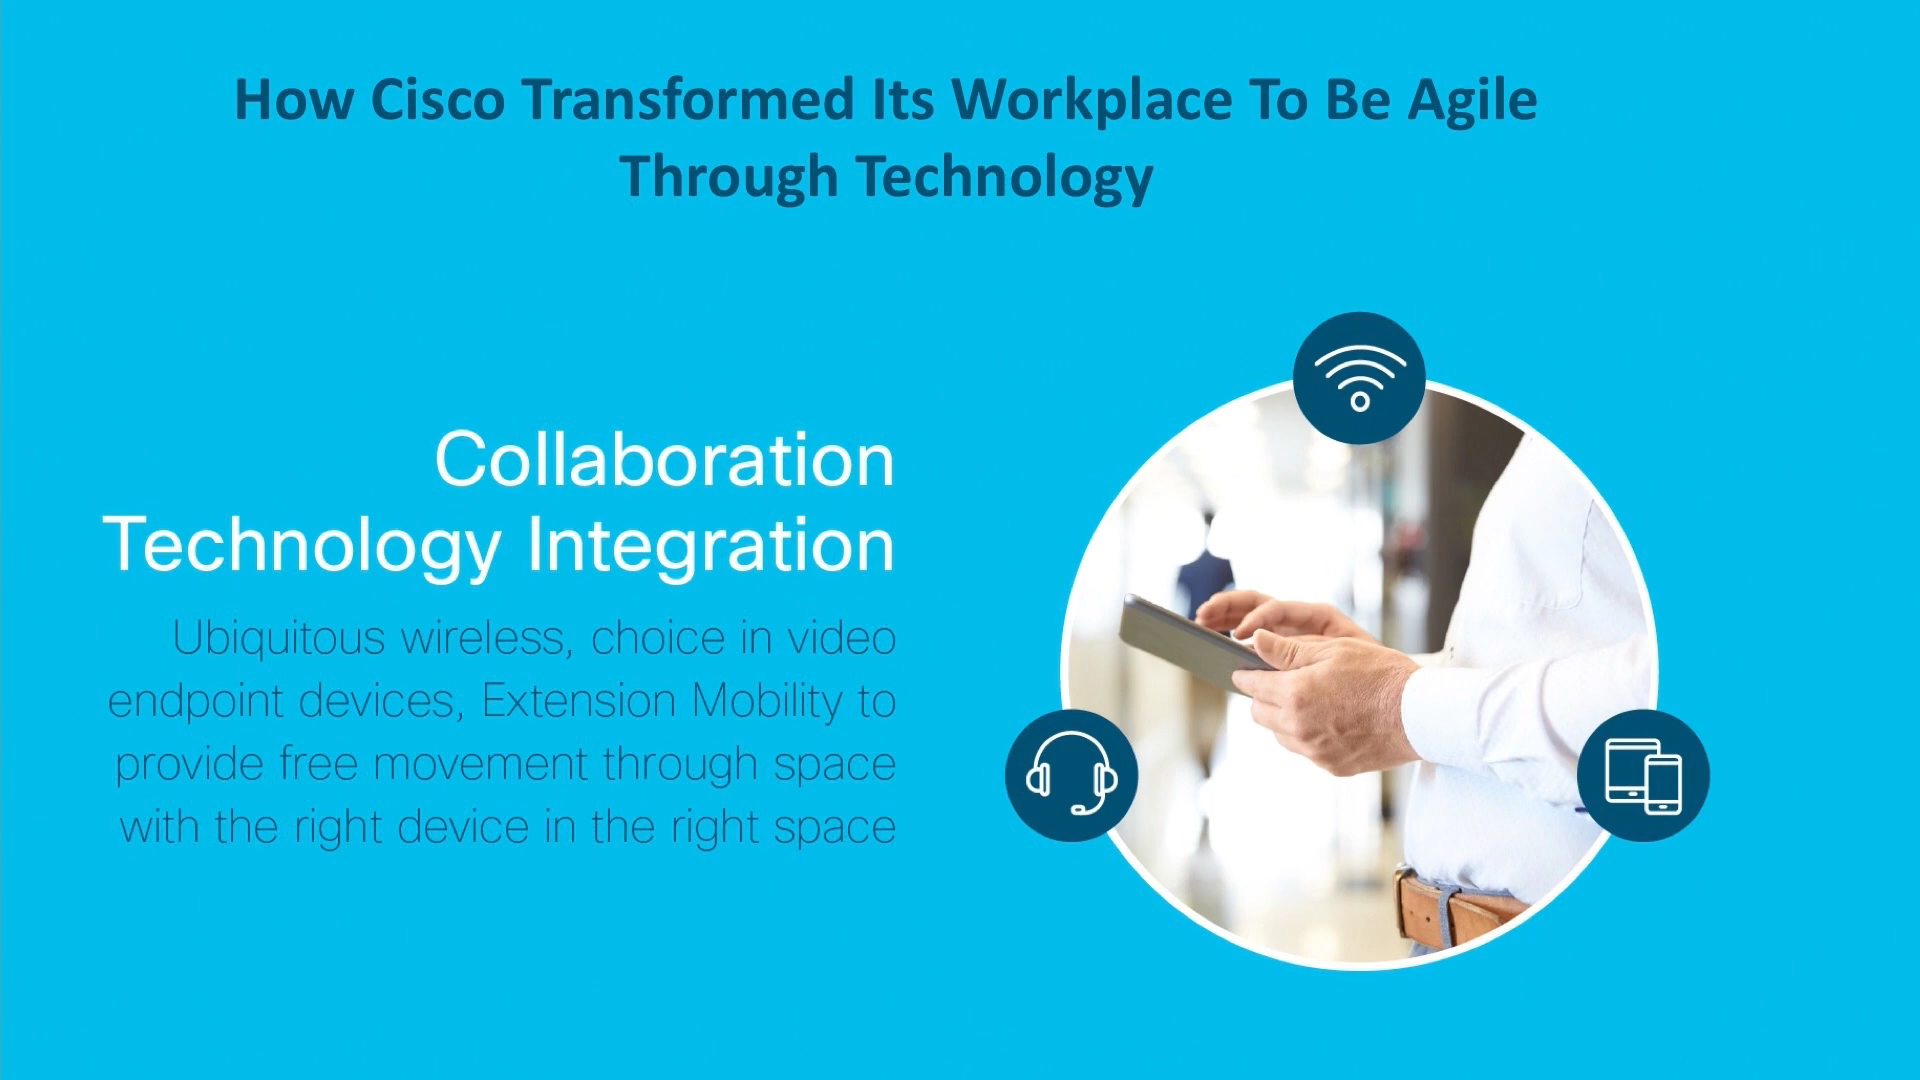 How Cisco Transformed Its Workplace To Be Agile
Through Technology
Collaboration
Technology Integration
Ubiquitous wireless, choice in video
endpoint devices, Extension Mobility to
provide free movement through space
with the right device in the right space